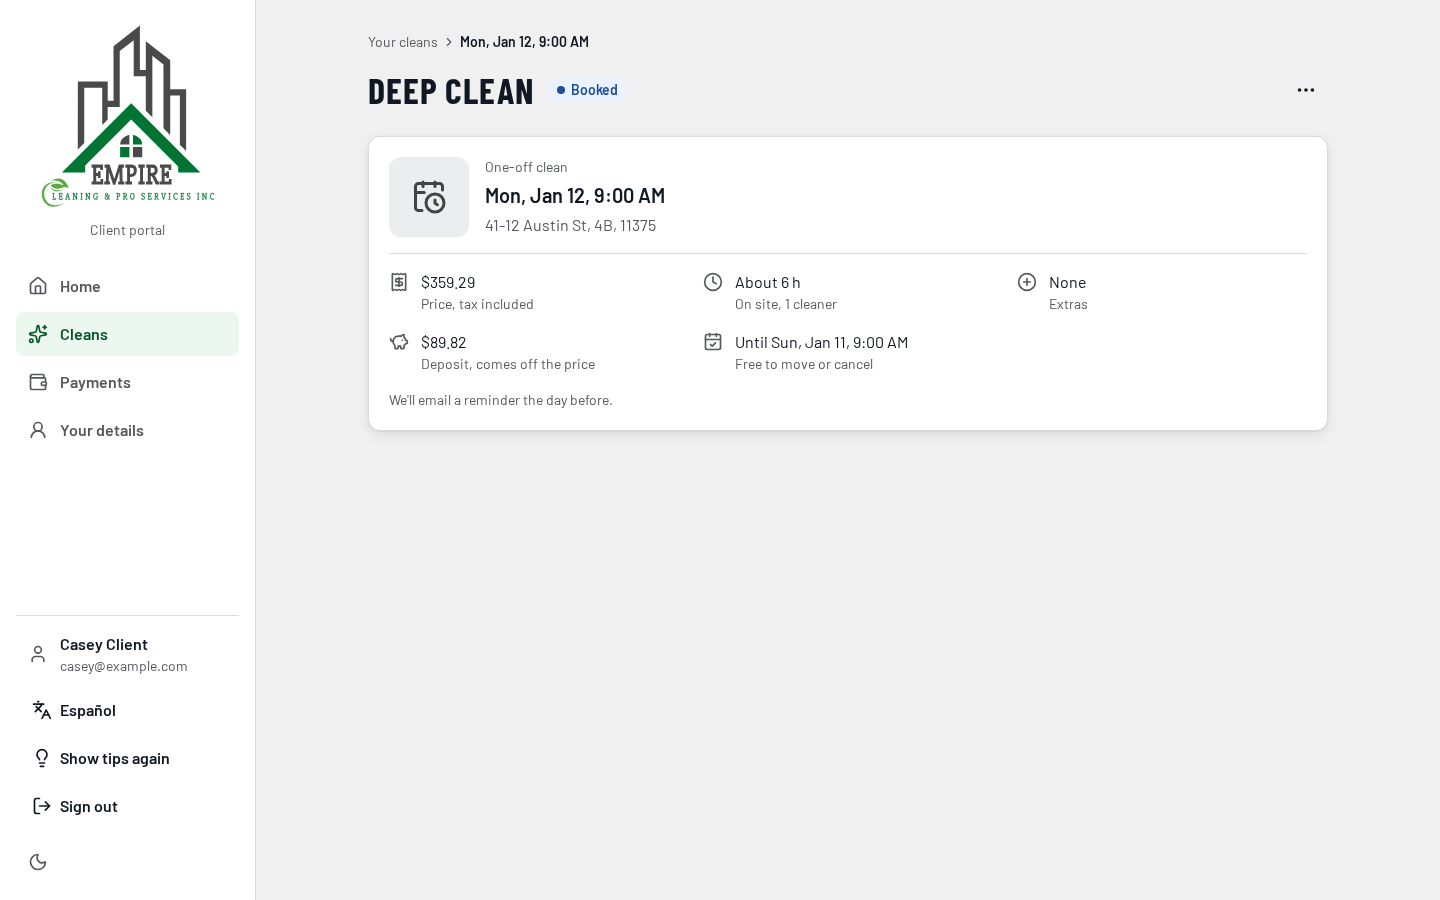 EMPIRE
CLEANING & PRO SERVICES INC
Client portal
Home
Cleans
Payments
Your details
Casey Client
casey@example.com
Español
Show tips again
Sign out
Your cleans > Mon, Jan 12, 9:00 AM
DEEP CLEAN
Booked
One-off clean
Mon, Jan 12, 9:00 AM
41-12 Austin St, 4B, 11375
$359.29
Price, tax included
About 6 h
On site, 1 cleaner
None
Extras
$89.82
Deposit, comes off the price
Until Sun, Jan 11, 9:00 AM
Free to move or cancel
We'll email a reminder the day before.